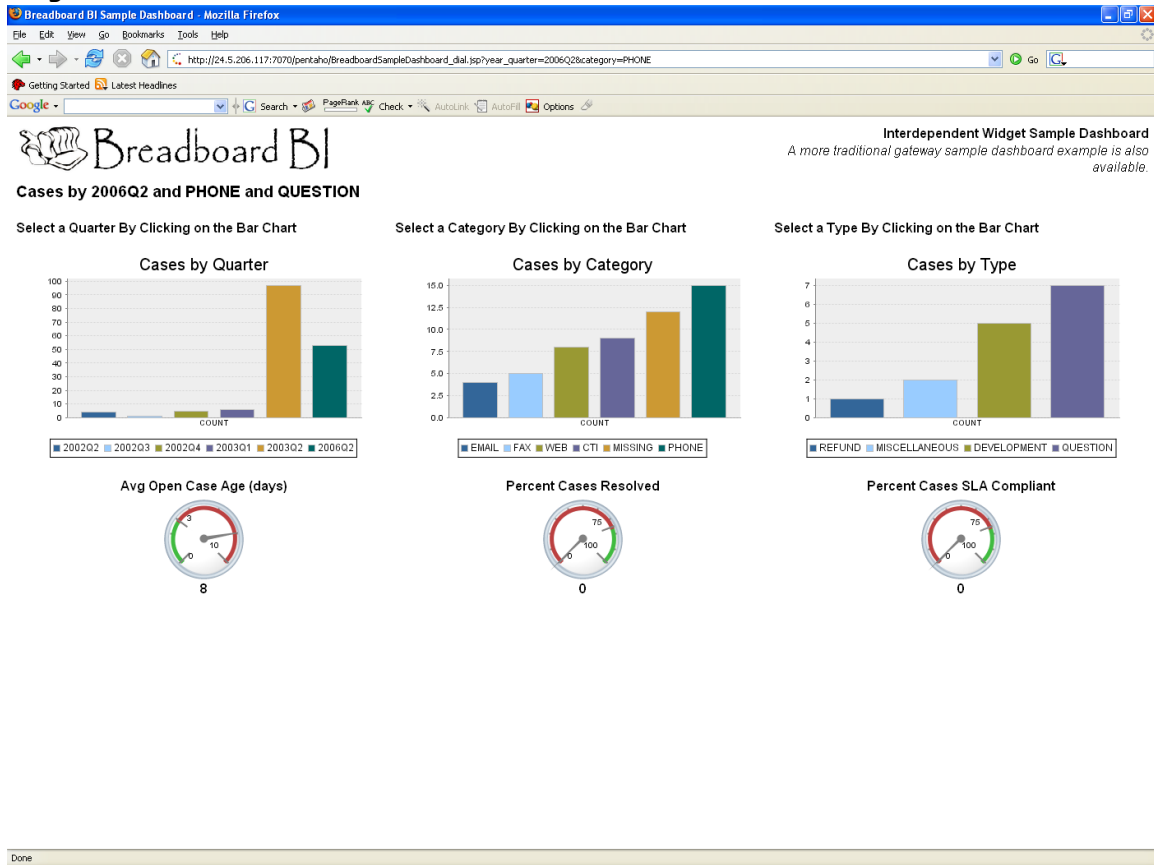 Breadboard BI Sample Dashboard - Mozilla Firefox
File Edit View Go Bookmarks Tools Help
http://24.5.206.117:7070/pentaho/BreadboardSampleDashboard_dial.jsp?year_quarter=2006Q2&category=PHONE Go G
Getting Started Latest Headlines
Google G Search PageRank ABC Check AutoLink AutoFill Options
Breadboard BI
Interdependent Widget Sample Dashboard
A more traditional gateway sample dashboard example is also
available.
Cases by 2006Q2 and PHONE and QUESTION
Select a Quarter By Clicking on the Bar Chart
Cases by Quarter
100
90
80
70
60
50
40
30
20
10
0
COUNT
2002Q2 2002Q3 2002Q4 2003Q1 2003Q2 2006Q2
Select a Category By Clicking on the Bar Chart
Cases by Category
15.0
12.5
10.0
7.5
5.0
2.5
0.0
COUNT
EMAIL FAX WEB CTI MISSING PHONE
Select a Type By Clicking on the Bar Chart
Cases by Type
7
6
5
4
3
2
1
0
COUNT
REFUND MISCELLANEOUS DEVELOPMENT QUESTION
Avg Open Case Age (days)
3
10
0
8
Percent Cases Resolved
75
100
0
0
Percent Cases SLA Compliant
75
100
0
0
Done